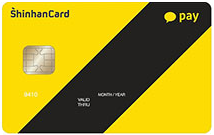 ShinhanCard
pay
9410
MONTH / YEAR
VALID
THRU